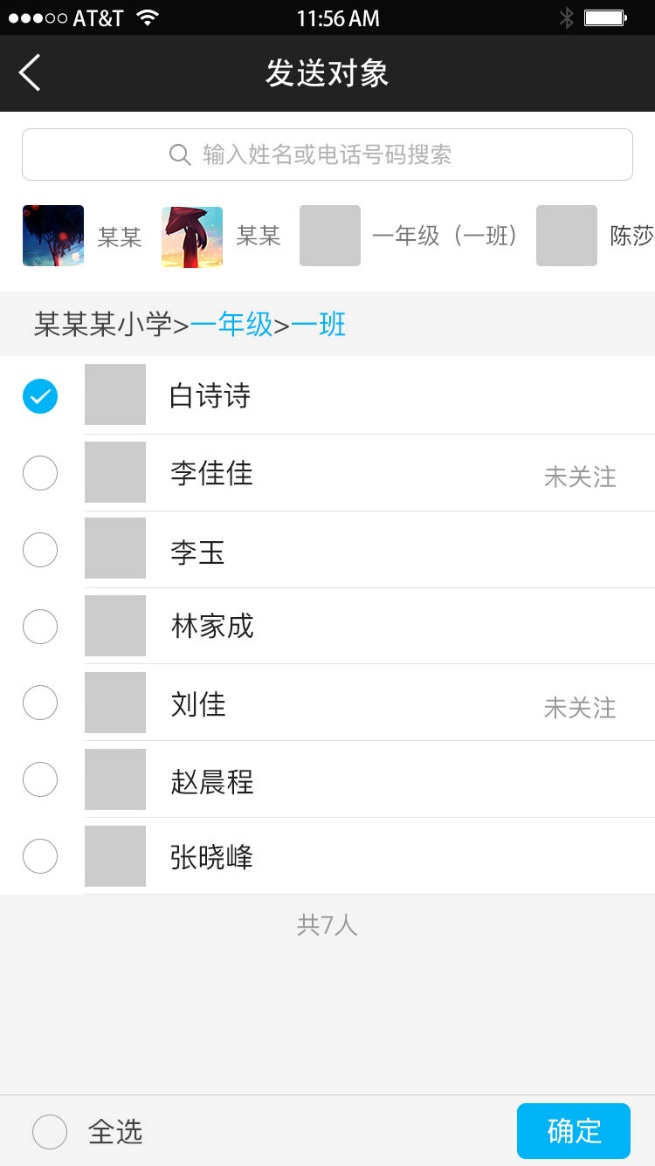 AT&T 11:56 AM
发送对象
输入姓名或电话号码搜索
某某 某某 一年级（一班） 陈莎
某某某小学>一年级>一班
白诗诗
李佳佳 未关注
李玉
林家成
刘佳 未关注
赵晨程
张晓峰
共7人
全选 确定